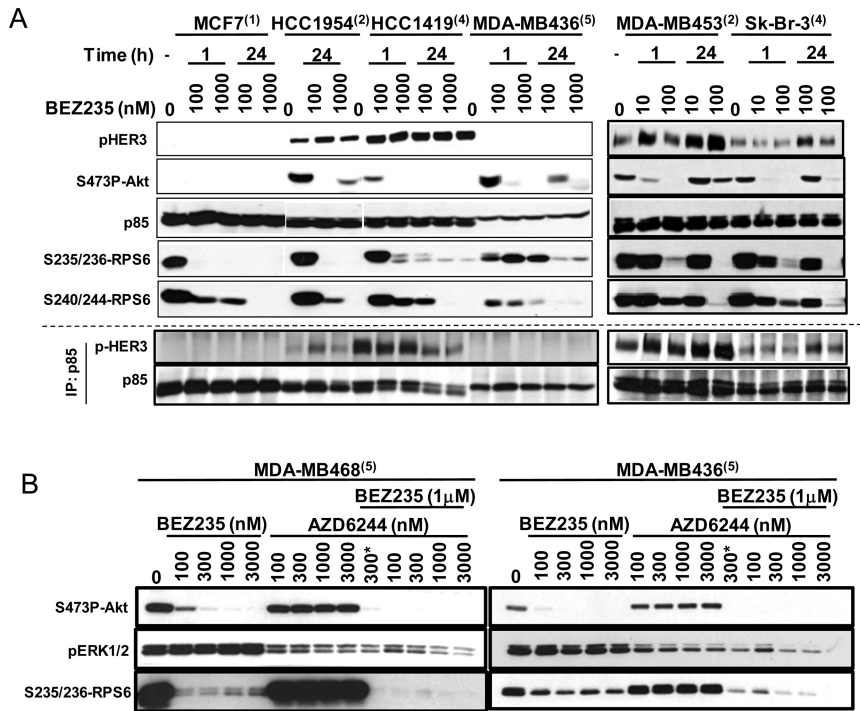 A
MCF7(1) HCC1954(2) HCC1419(4) MDA-MB436(5) MDA-MB453(2) Sk-Br-3(4)
Time (h) - 1 24 24 1 24 1 24 - 1 24 1 24
BEZ235 (nM) 0 100 1000 100 1000 0 100 1000 0 100 1000 100 1000 0 100 1000 100 1000 0 10 100 10 100 0 10 100 10 100
pHER3
S473P-Akt
p85
S235/236-RPS6
S240/244-RPS6
IP: p85
p-HER3
p85
B
MDA-MB468(5) MDA-MB436(5)
BEZ235 (1μM) BEZ235 (1μM)
BEZ235 (nM) AZD6244 (nM) BEZ235 (nM) AZD6244 (nM)
0 100 300 1000 3000 100 300 1000 3000 300* 100 300 1000 3000 0 100 300 1000 3000 100 300 1000 3000 300* 100 300 1000 3000
S473P-Akt
pERK1/2
S235/236-RPS6